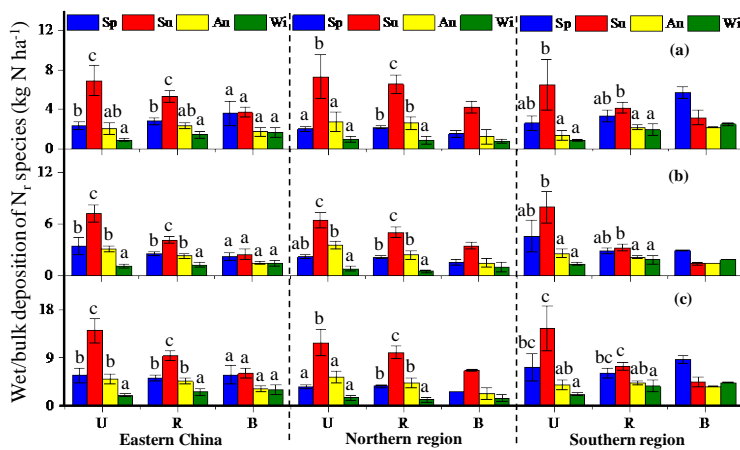 Wet/bulk deposition of Nr species (kg N ha-1)
Sp Su Au Wi Sp Su Au Wi Sp Su Au Wi
(a)
12
8
4
0
b c ab a b c b a a a a a
a b a a b c b a
ab b a a ab b a a
(b)
12
6
0
b c b a b c b a a a a a
ab c b a b c b a
ab b a a ab b a a
(c)
18
9
0
b c b a b c b a a a a a
a b a a b c b a
bc c ab a bc c ab a
U R B U R B U R B
Eastern China Northern region Southern region